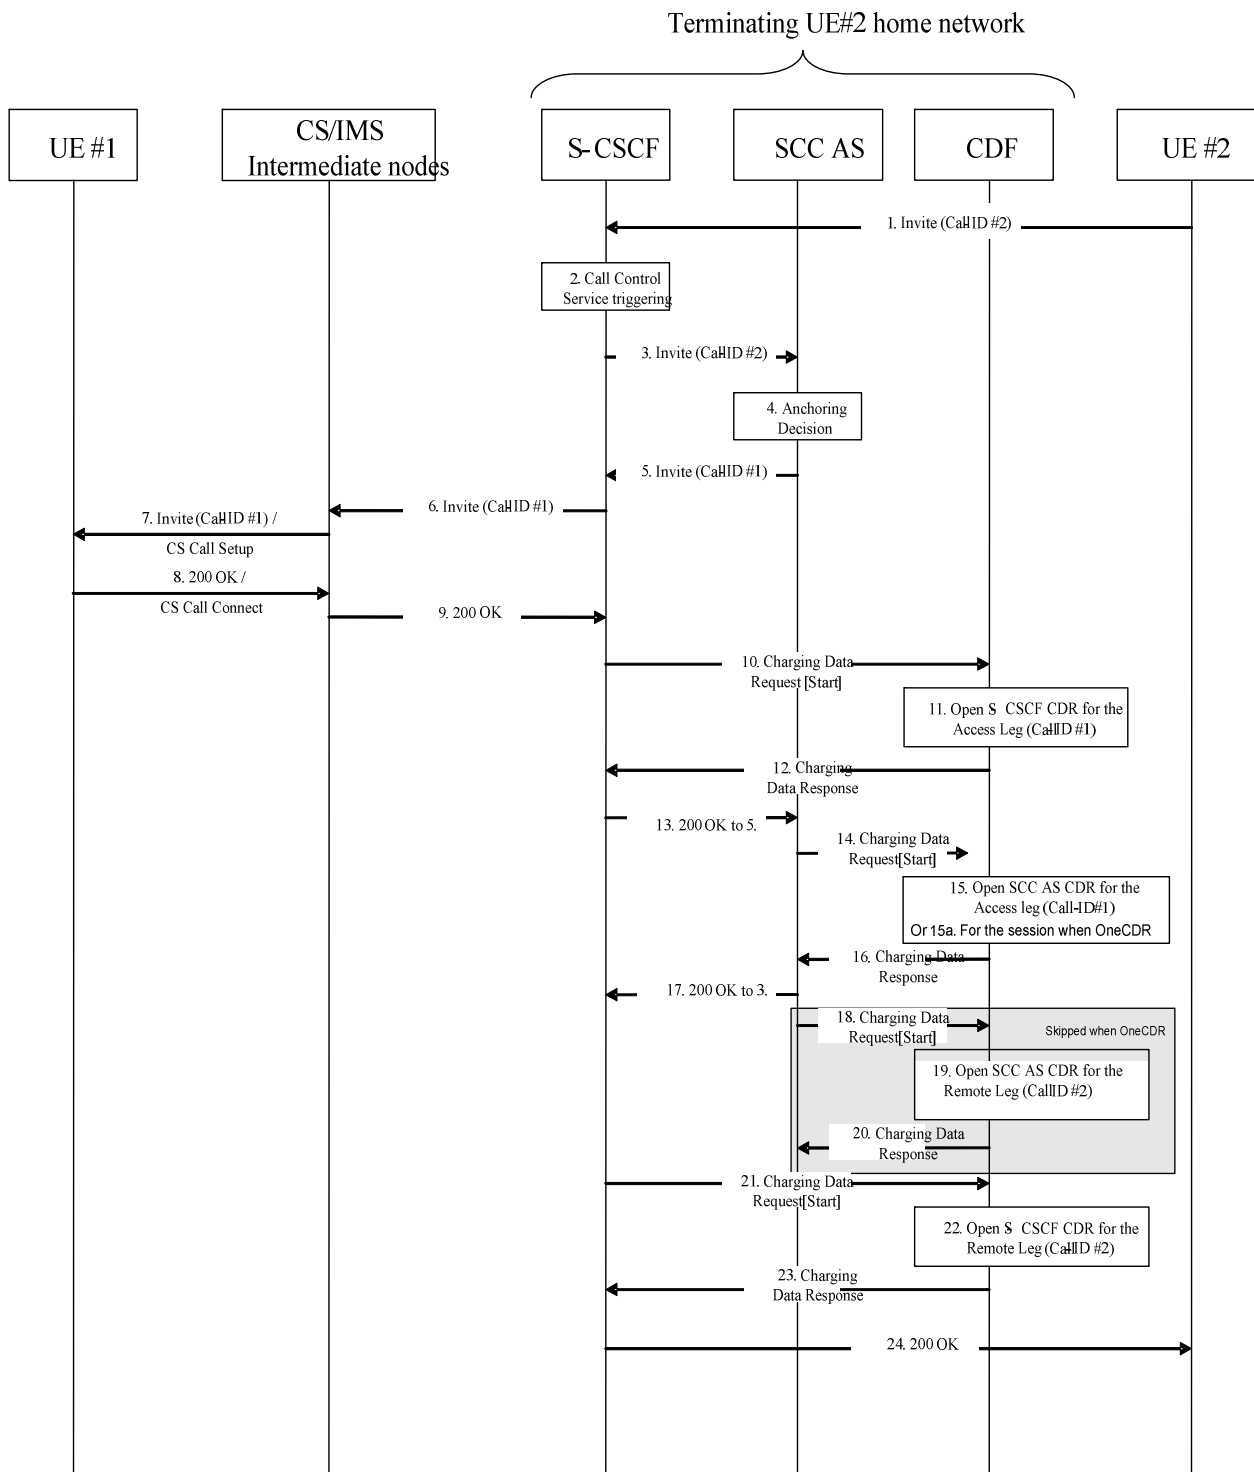 Terminating UE#2 home network
UE #1
CS/IMS
Intermediate nodes
S-CSCF
SCC AS
CDF
UE #2
1. Invite (Call-ID #2)
2. Call Control
Service triggering
3. Invite (Call-ID #2)
4. Anchoring
Decision
5. Invite (Call-ID #1)
6. Invite (Call-ID #1)
7. Invite (Call-ID #1) /
CS Call Setup
8. 200 OK /
CS Call Connect
9. 200 OK
10. Charging Data
Request [Start]
11. Open S CSCF CDR for the
Access Leg (Call-ID #1)
12. Charging
Data Response
13. 200 OK to 5.
14. Charging Data
Request[Start]
15. Open SCC AS CDR for the
Access leg (Call-ID#1)
Or 15a. For the session when OneCDR
16. Charging Data
Response
17. 200 OK to 3.
18. Charging Data
Request[Start]
Skipped when OneCDR
19. Open SCC AS CDR for the
Remote Leg (Call-ID #2)
20. Charging Data
Response
21. Charging Data
Request[Start]
22. Open S CSCF CDR for the
Remote Leg (Call-ID #2)
23. Charging
Data Response
24. 200 OK